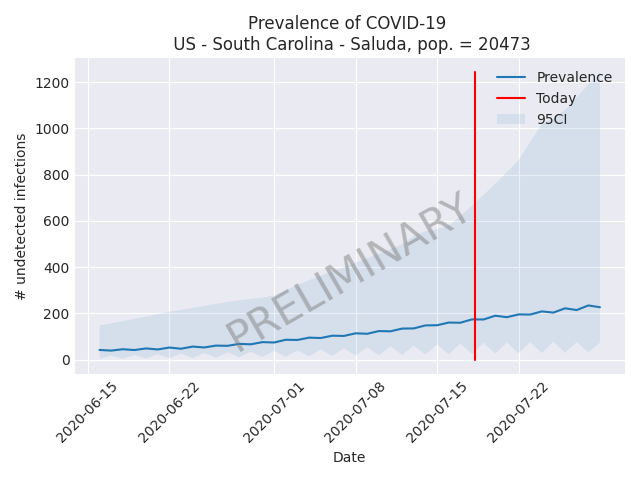 Prevalence of COVID-19
US - South Carolina - Saluda, pop. = 20473
# undetected infections
1200
1000
800
600
400
200
0
Prevalence
Today
95CI
PRELIMINARY
2020-06-15
2020-06-22
2020-07-01
2020-07-08
2020-07-15
2020-07-22
Date